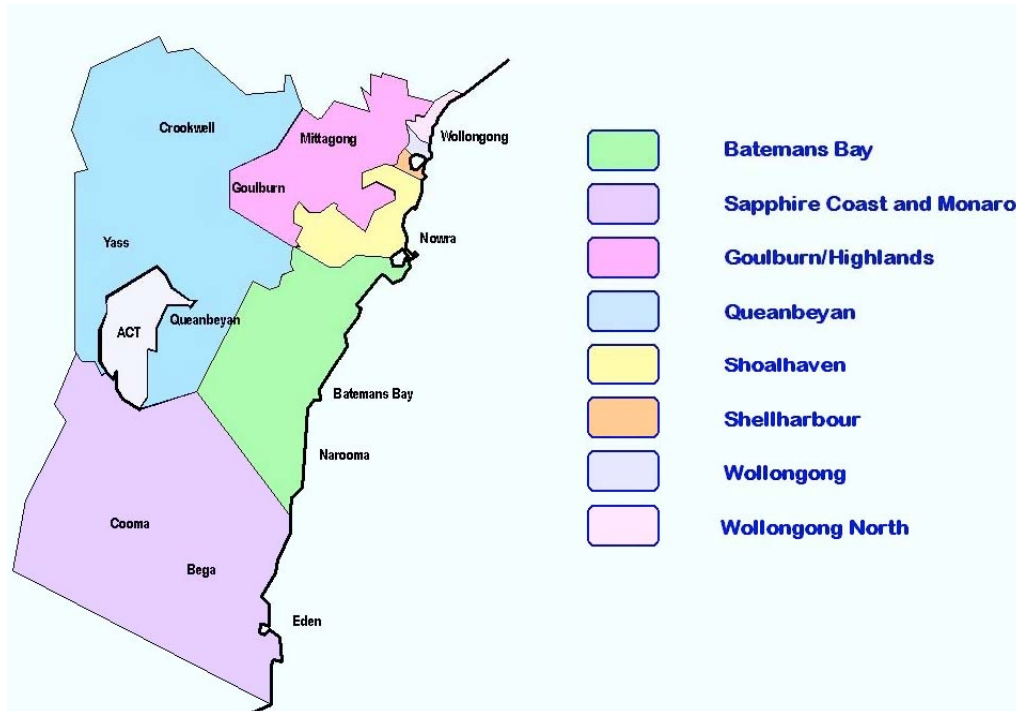 Crookwell
Mittagong
Wollongong
Goulburn
Nowra
Yass
Queanbeyan
ACT
Batemans Bay
Narooma
Cooma
Bega
Eden
Batemans Bay
Sapphire Coast and Monaro
Goulburn/Highlands
Queanbeyan
Shoalhaven
Shellharbour
Wollongong
Wollongong North